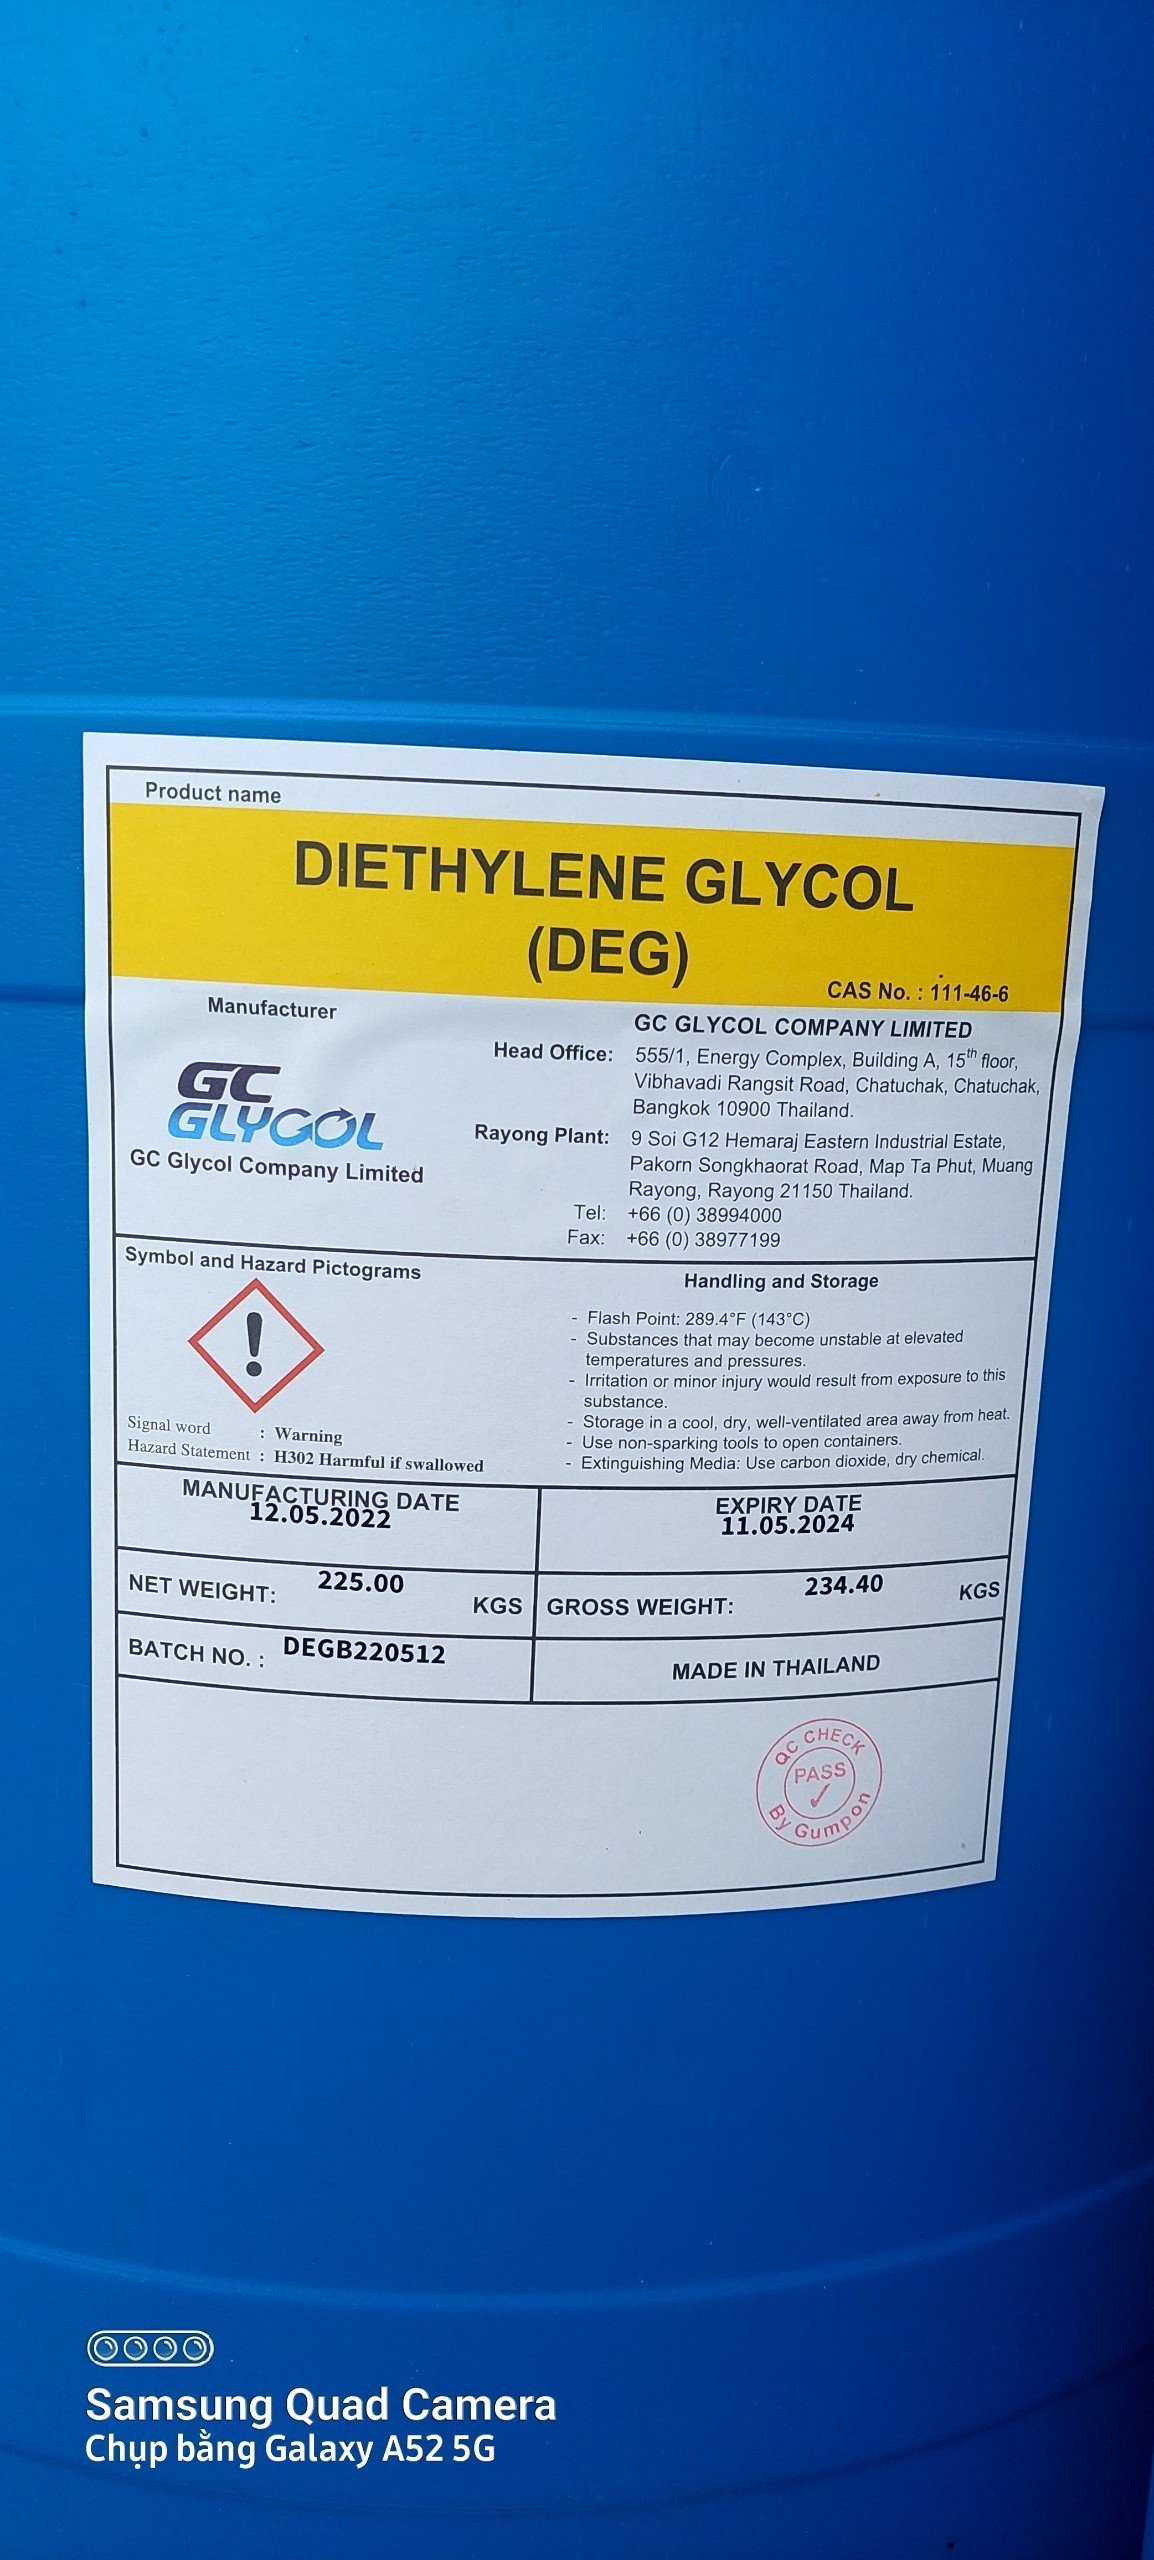 Product name
DIETHYLENE GLYCOL
(DEG)
CAS No. : 111-46-6
Manufacturer
GC
GLYCOL
GC Glycol Company Limited
GC GLYCOL COMPANY LIMITED
Head Office: 555/1, Energy Complex, Building A, 15th floor,
Vibhavadi Rangsit Road, Chatuchak, Chatuchak,
Bangkok 10900 Thailand.
Rayong Plant: 9 Soi G12 Hemaraj Eastern Industrial Estate,
Pakorn Songkhaorat Road, Map Ta Phut, Muang
Rayong, Rayong 21150 Thailand.
Tel: +66 (0) 38994000
Fax: +66 (0) 38977199
Symbol and Hazard Pictograms
!
Signal word : Warning
Hazard Statement : H302 Harmful if swallowed
Handling and Storage
- Flash Point: 289.4°F (143°C)
- Substances that may become unstable at elevated
temperatures and pressures.
- Irritation or minor injury would result from exposure to this
substance.
- Storage in a cool, dry, well-ventilated area away from heat.
- Use non-sparking tools to open containers.
- Extinguishing Media: Use carbon dioxide, dry chemical.
MANUFACTURING DATE
12.05.2022
EXPIRY DATE
11.05.2024
NET WEIGHT: 225.00 KGS
GROSS WEIGHT: 234.40 KGS
BATCH NO. : DEGB220512
MADE IN THAILAND
QC CHECK
PASS
By Gumpon
Samsung Quad Camera
Chụp bằng Galaxy A52 5G